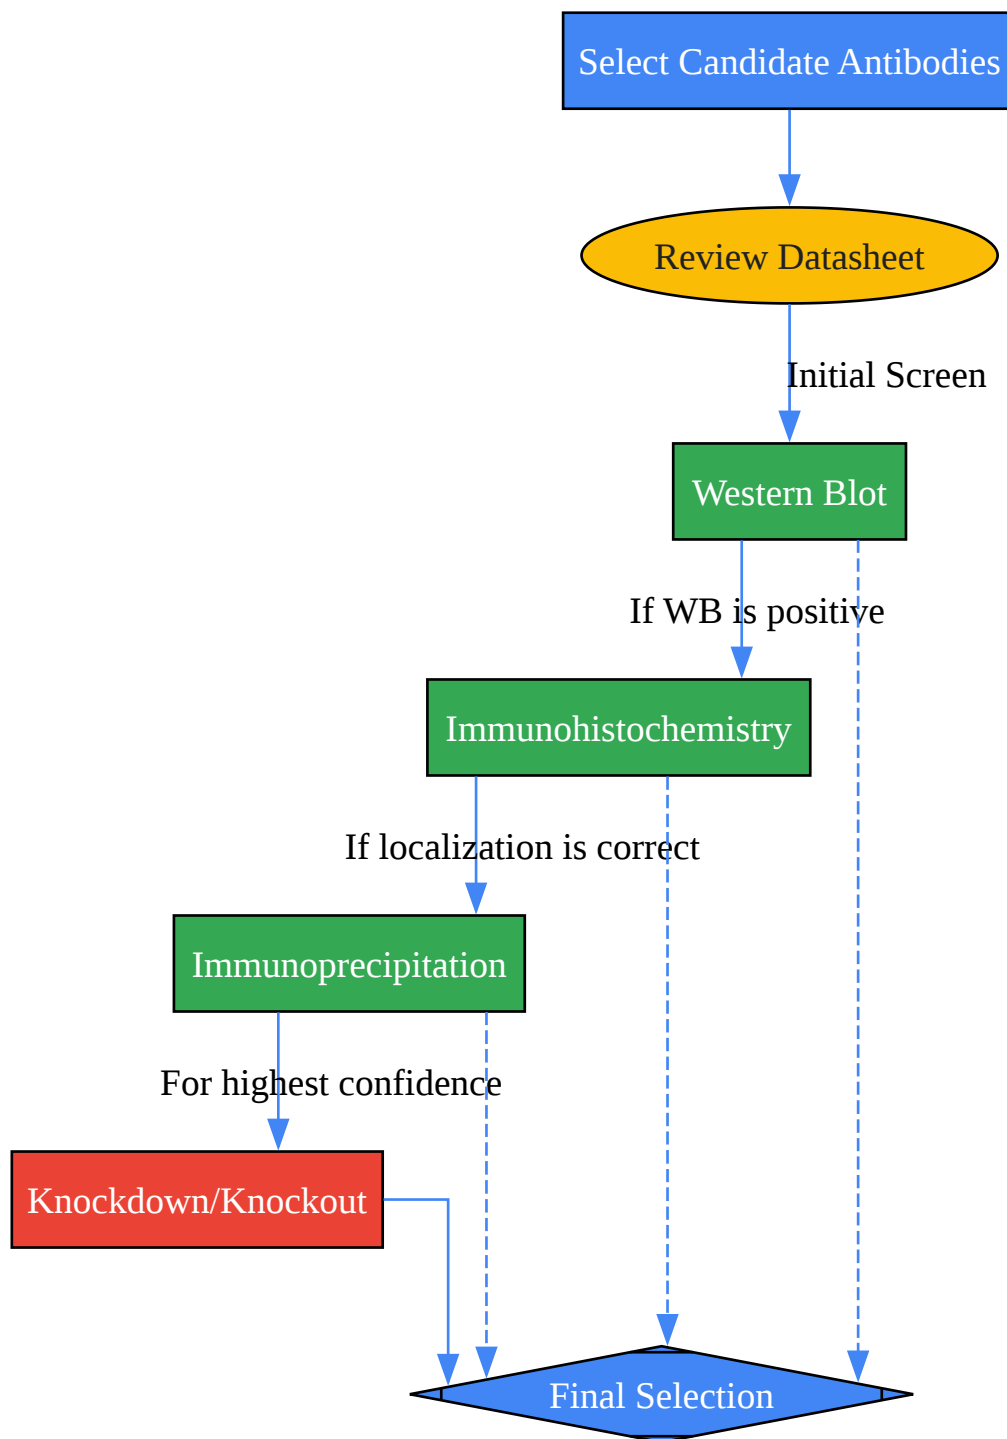 Select Candidate Antibodies
Review Datasheet
Initial Screen
Western Blot
If WB is positive
Immunohistochemistry
If localization is correct
Immunoprecipitation
For highest confidence
Knockdown/Knockout
Final Selection